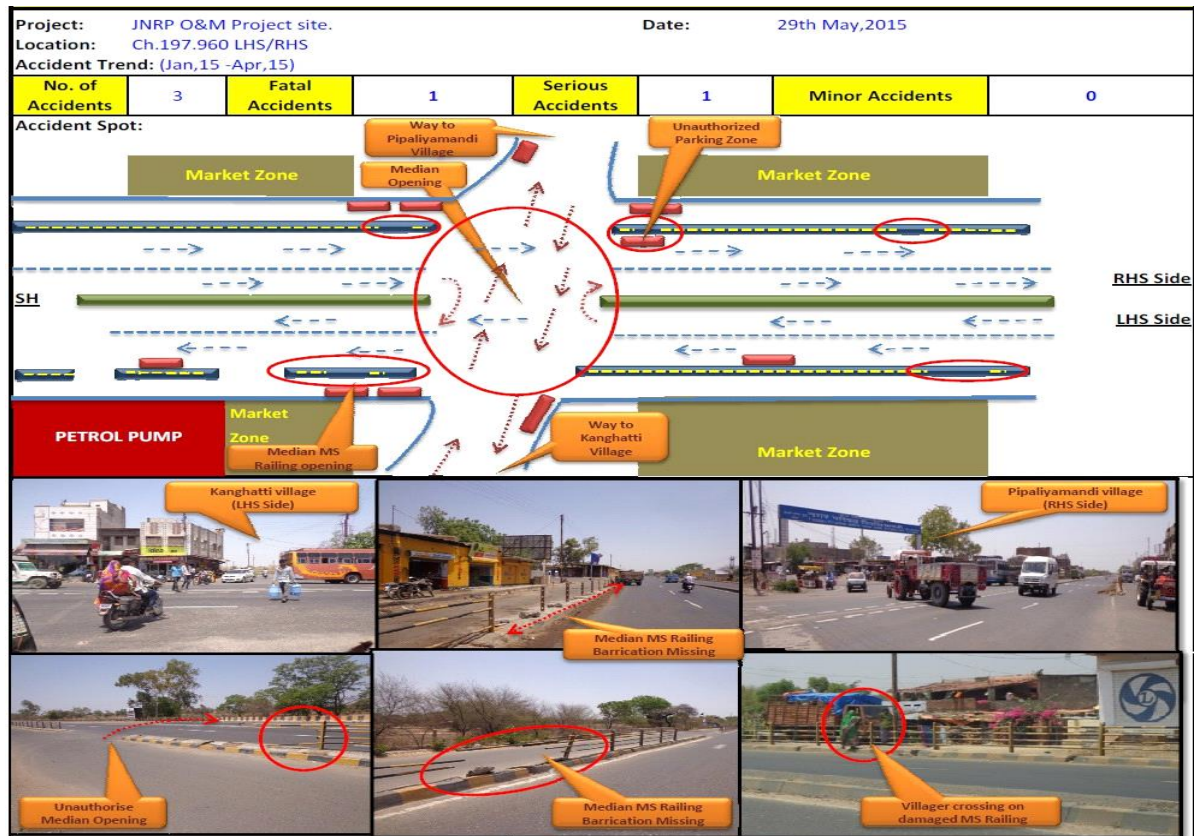 Project: JNRP O&M Project site. Date: 29th May,2015
Location: Ch.197.960 LHS/RHS
Accident Trend: (Jan,15 -Apr,15)
No. of Accidents 3 Fatal Accidents 1 Serious Accidents 1 Minor Accidents 0
Accident Spot:
Way to
Pipaliyamandi
Village
Unauthorized
Parking Zone
Market Zone
Median
Opening
Market Zone
RHS Side
SH
LHS Side
PETROL PUMP
Market
Zone
Median MS
Railing opening
Way to
Kanghatti
Village
Market Zone
Kanghatti village
(LHS Side)
Median MS Railing
Barrication Missing
Pipaliyamandi village
(RHS Side)
Unauthorise
Median Opening
Median MS Railing
Barrication Missing
Villager crossing on
damaged MS Railing
L